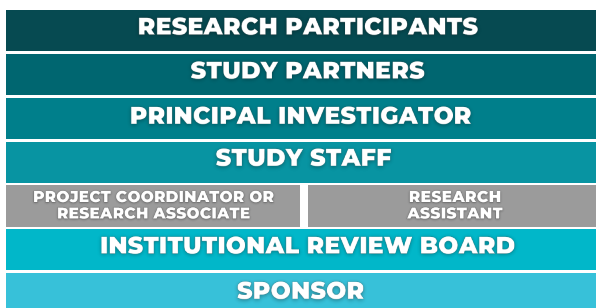 RESEARCH PARTICIPANTS
STUDY PARTNERS
PRINCIPAL INVESTIGATOR
STUDY STAFF
PROJECT COORDINATOR OR
RESEARCH ASSOCIATE
RESEARCH
ASSISTANT
INSTITUTIONAL REVIEW BOARD
SPONSOR